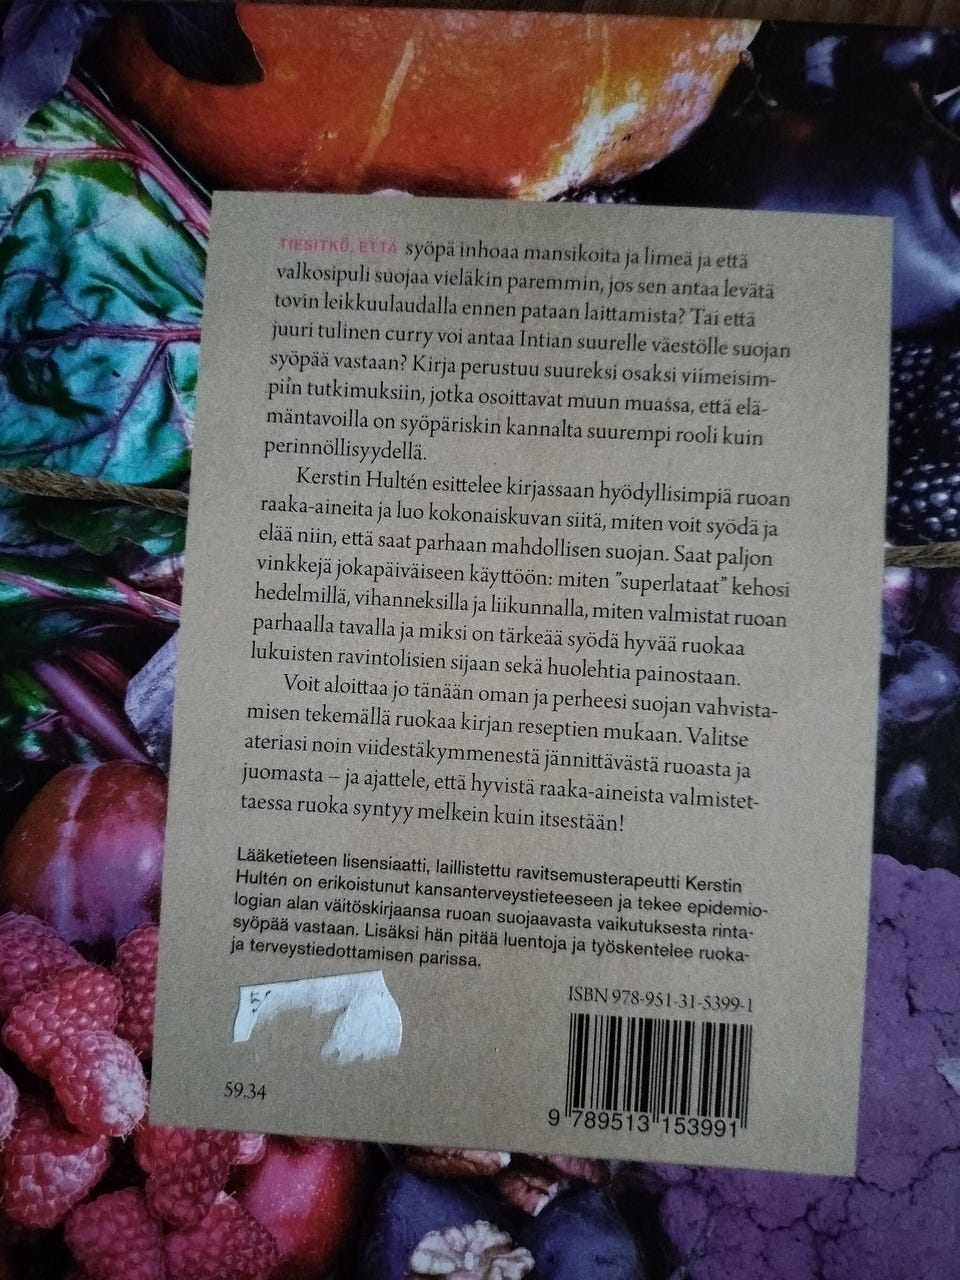 TIESITKÖ, ETTÄ syöpä inhoaa mansikoita ja limeä ja että
valkosipuli suojaa vieläkin paremmin, jos sen antaa levätä
tovin leikkuulaudalla ennen pataan laittamista? Tai että
juuri tulinen curry voi antaa Intian suurelle väestölle suojan
syöpää vastaan? Kirja perustuu suureksi osaksi viimeisim-
piin tutkimuksiin, jotka osoittavat muun muassa, että elä-
mäntavoilla on syöpäriskin kannalta suurempi rooli kuin
perinnöllisyydellä.
Kerstin Hultén esittelee kirjassaan hyödyllisimpiä ruoan
raaka-aineita ja luo kokonaiskuvan siitä, miten voit syödä ja
elää niin, että saat parhaan mahdollisen suojan. Saat paljon
vinkkejä jokapäiväiseen käyttöön: miten ”superlataat” kehosi
hedelmillä, vihanneksilla ja liikunnalla, miten valmistat ruoan
parhaalla tavalla ja miksi on tärkeää syödä hyvää ruokaa
lukuisten ravintolisien sijaan sekä huolehtia painostaan.
Voit aloittaa jo tänään oman ja perheesi suojan vahvista-
misen tekemällä ruokaa kirjan reseptien mukaan. Valitse
ateriasi noin viidestäkymmenestä jännittävästä ruoasta ja
juomasta – ja ajattele, että hyvistä raaka-aineista valmistet-
taessa ruoka syntyy melkein kuin itsestään!
Lääketieteen lisensiaatti, laillistettu ravitsemusterapeutti Kerstin
Hultén on erikoistunut kansanterveystieteeseen ja tekee epidemio-
logian alan väitöskirjaansa ruoan suojaavasta vaikutuksesta rinta-
syöpää vastaan. Lisäksi hän pitää luentoja ja työskentelee ruoka-
ja terveystiedottamisen parissa.
ISBN 978-951-31-5399-1
59.34
9 789513 153991